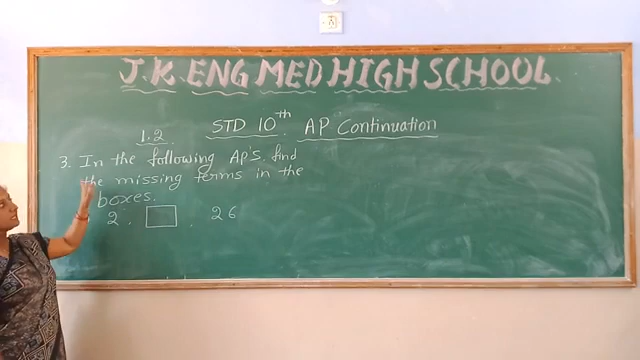 J.K ENG MED HIGH SCHOOL
STD 10th. AP Continuation
1.2
3. In the following AP'S, find
the missing terms in the
boxes.
2, , 26